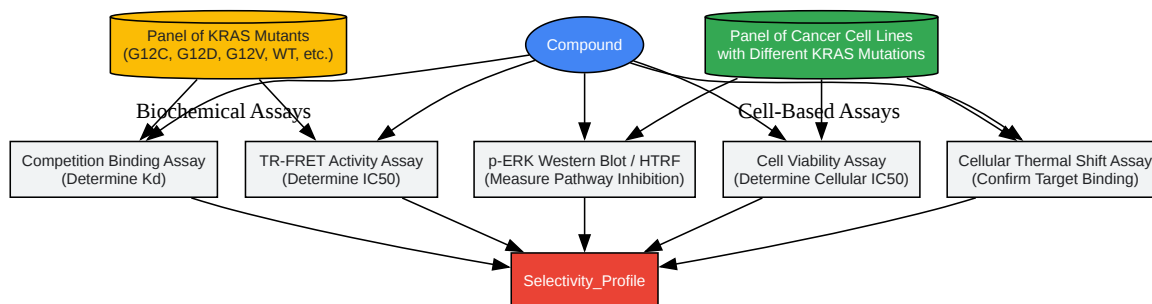 Panel of KRAS Mutants
(G12C, G12D, G12V, WT, etc.)
Compound
Panel of Cancer Cell Lines
with Different KRAS Mutations
Biochemical Assays
Cell-Based Assays
Competition Binding Assay
(Determine Kd)
TR-FRET Activity Assay
(Determine IC50)
p-ERK Western Blot / HTRF
(Measure Pathway Inhibition)
Cell Viability Assay
(Determine Cellular IC50)
Cellular Thermal Shift Assay
(Confirm Target Binding)
Selectivity_Profile